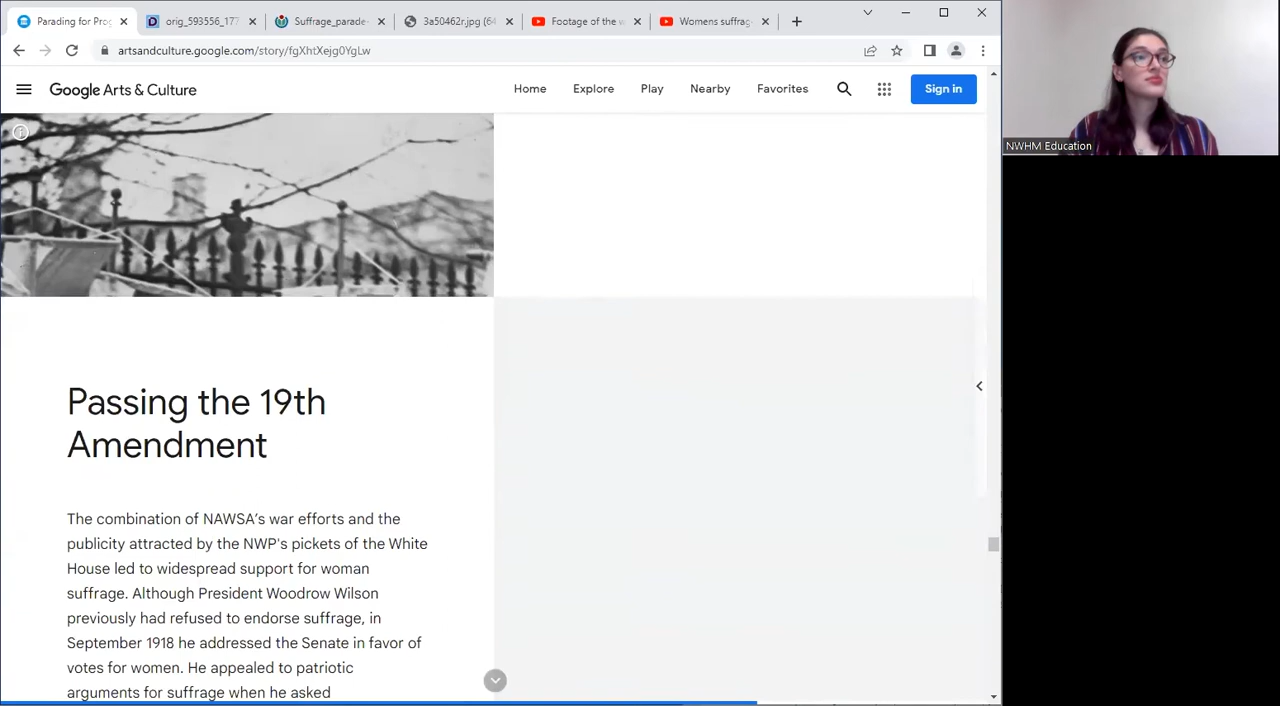 Parading for Prog
orig_593556_177
Suffrage_parade-
3a50462r.jpg (64
Footage of the w
Womens suffrag-
artsandculture.google.com/story/fgXhtXejg0YgLw
Google Arts & Culture
Home
Explore
Play
Nearby
Favorites
Sign in
NWHM Education
Passing the 19th
Amendment
The combination of NAWSA’s war efforts and the
publicity attracted by the NWP's pickets of the White
House led to widespread support for woman
suffrage. Although President Woodrow Wilson
previously had refused to endorse suffrage, in
September 1918 he addressed the Senate in favor of
votes for women. He appealed to patriotic
arguments for suffrage when he asked